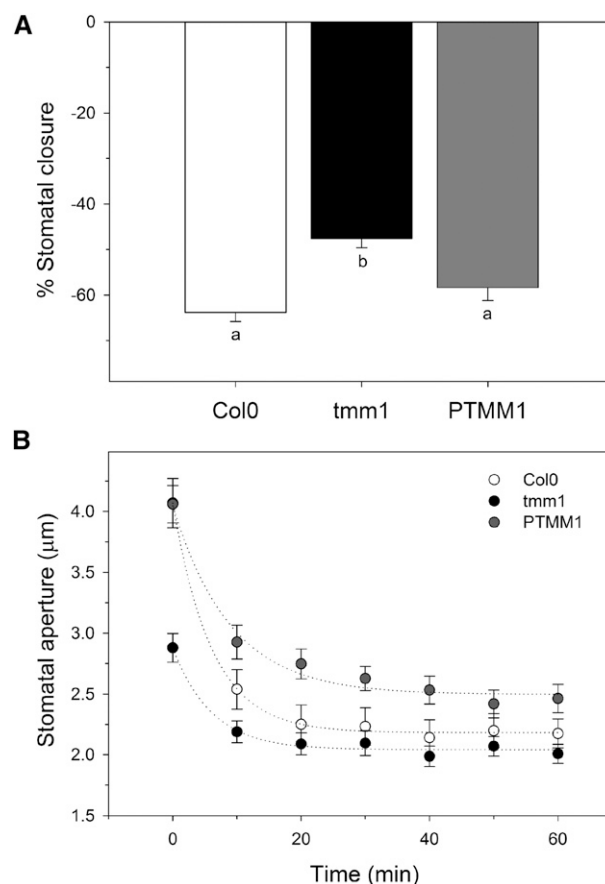 A
0
-20
-40
-60
% Stomatal closure
a
b
a
Col0 tmm1 PTMM1
B
Col0
tmm1
PTMM1
4.0
3.5
3.0
2.5
2.0
1.5
Stomatal aperture (μm)
0 20 40 60
Time (min)